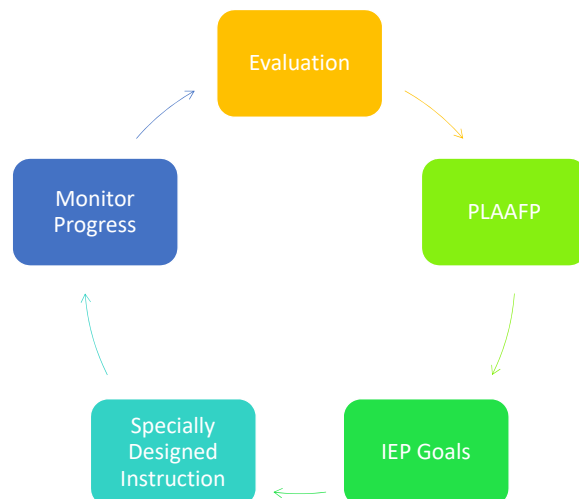 Evaluation
PLAAFP
IEP Goals
Specially
Designed
Instruction
Monitor
Progress